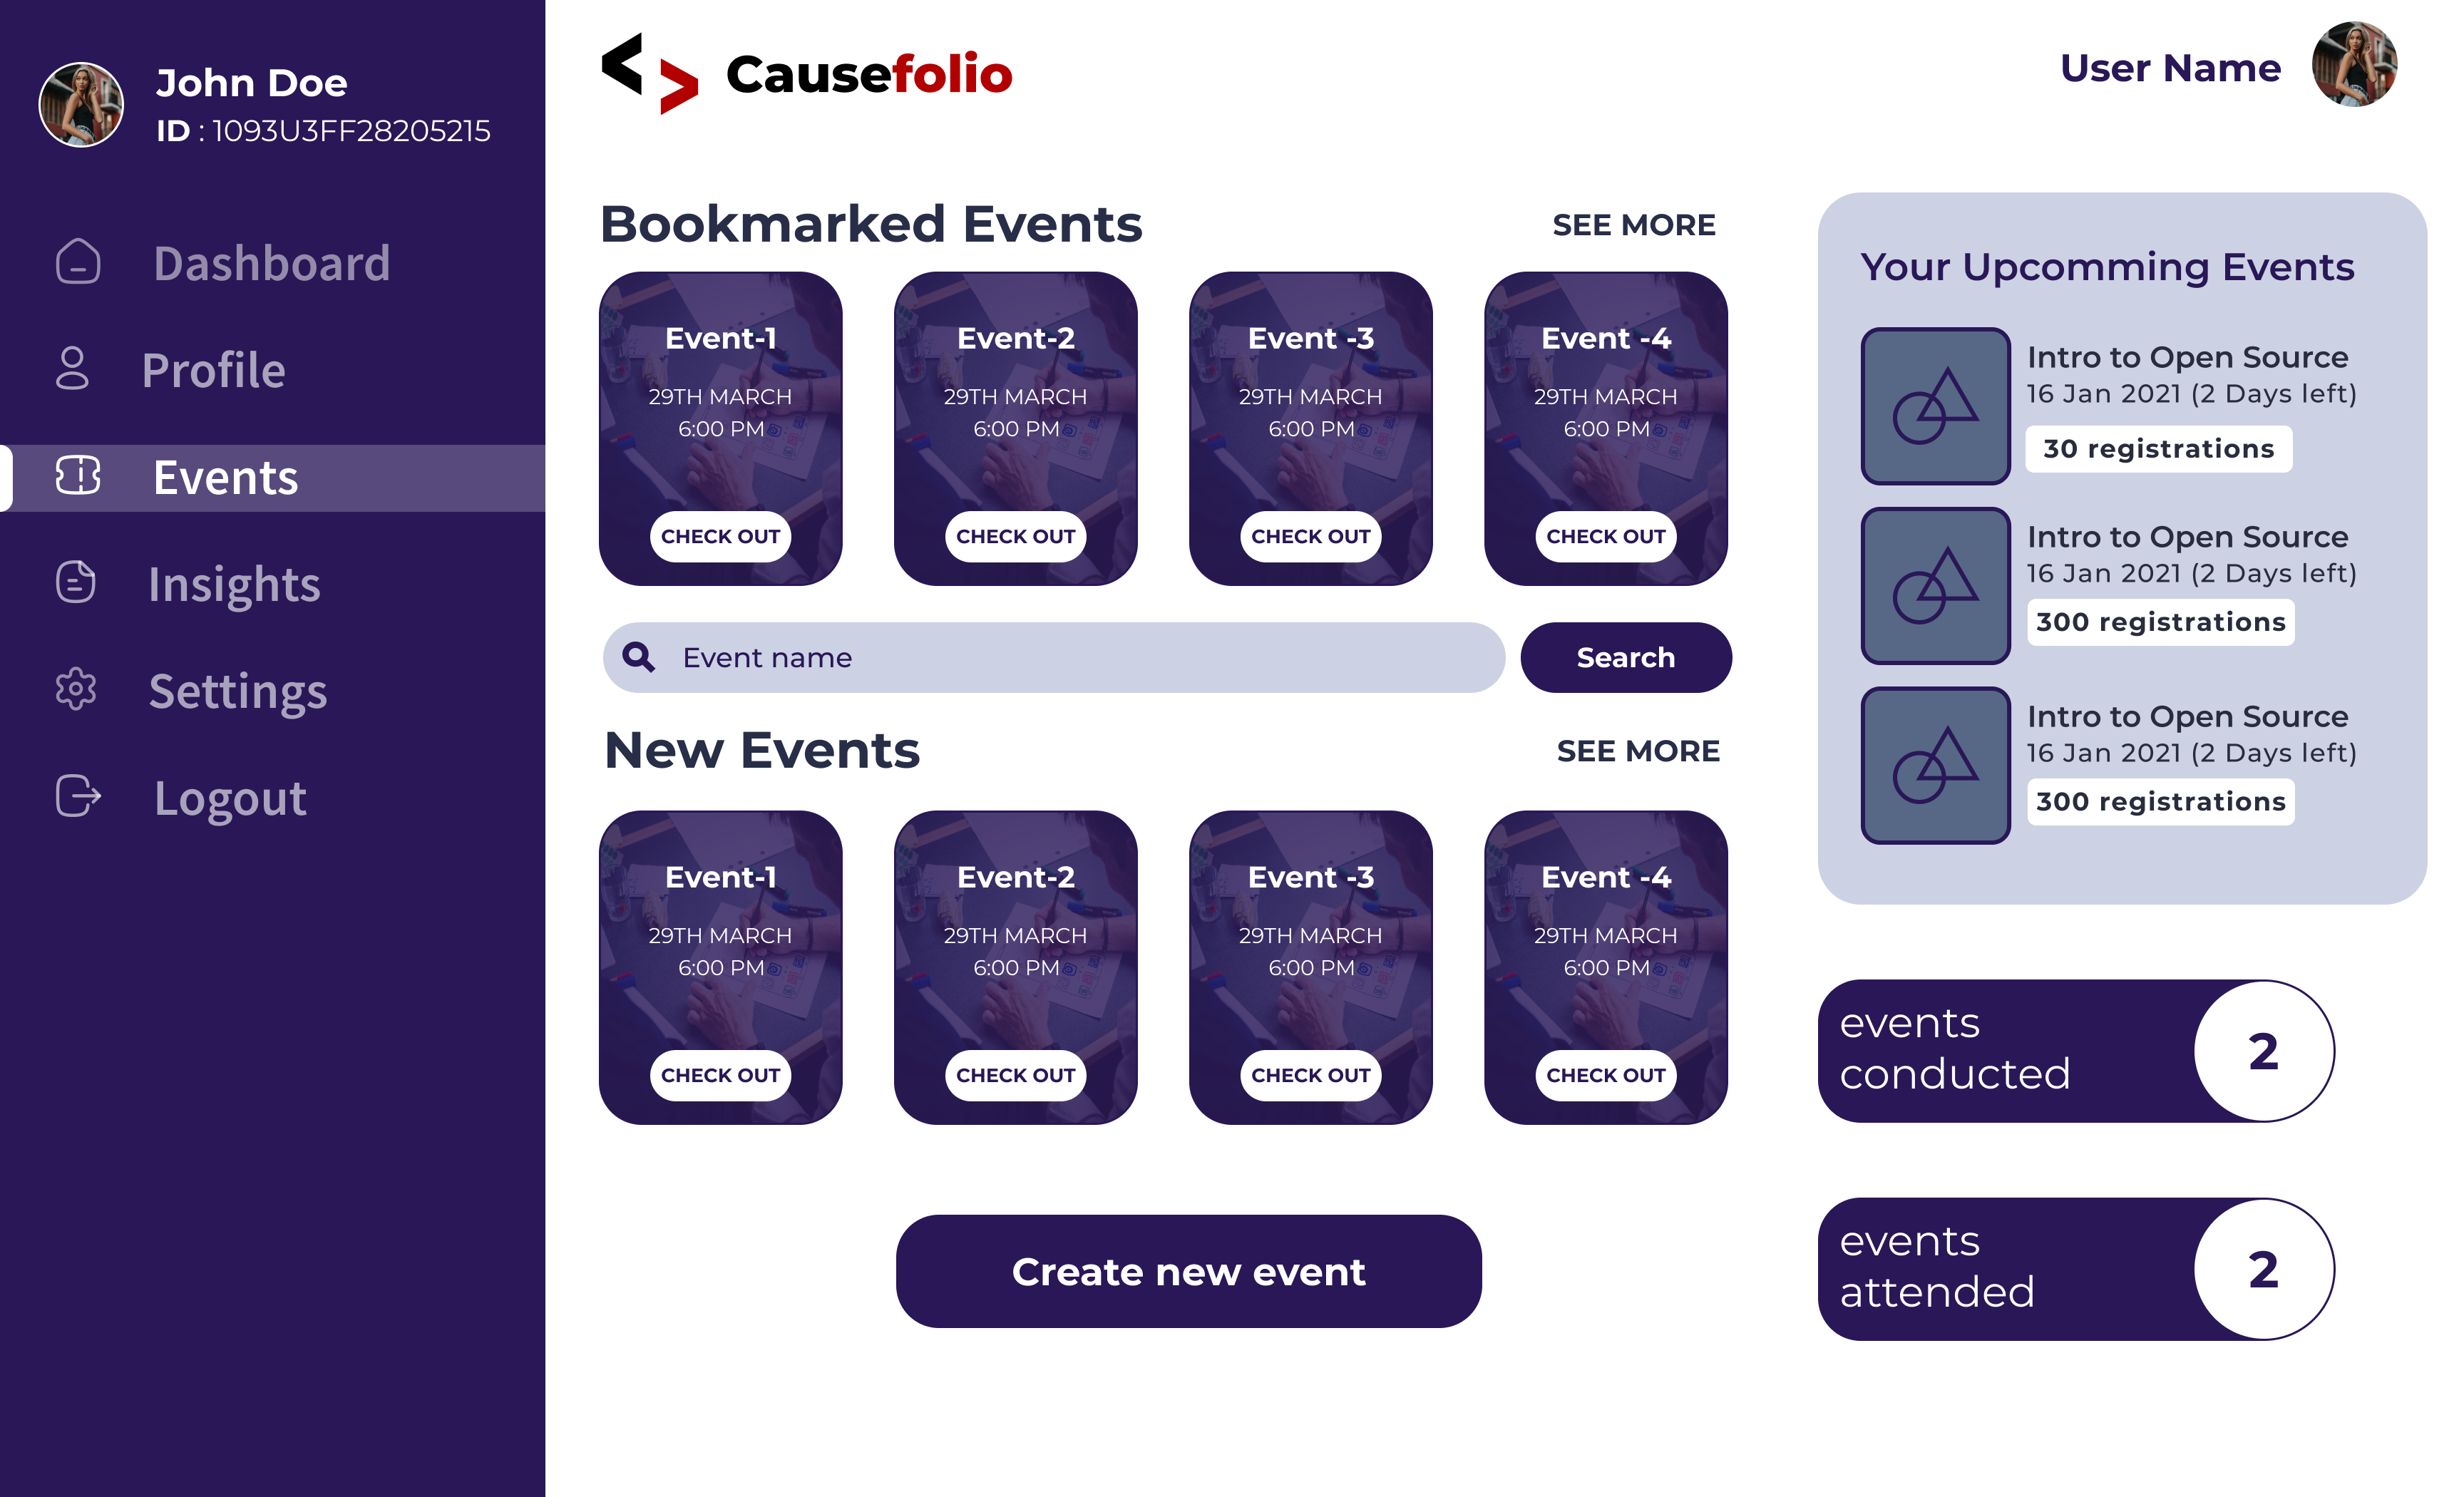 John Doe
ID : 1093U3FF28205215
Dashboard
Profile
Events
Insights
Settings
Logout
Causefolio
User Name
Bookmarked Events
SEE MORE
Event-1
29TH MARCH
6:00 PM
CHECK OUT
Event-2
29TH MARCH
6:00 PM
CHECK OUT
Event -3
29TH MARCH
6:00 PM
CHECK OUT
Event -4
29TH MARCH
6:00 PM
CHECK OUT
Event name
Search
New Events
SEE MORE
Event-1
29TH MARCH
6:00 PM
CHECK OUT
Event-2
29TH MARCH
6:00 PM
CHECK OUT
Event -3
29TH MARCH
6:00 PM
CHECK OUT
Event -4
29TH MARCH
6:00 PM
CHECK OUT
Create new event
Your Upcomming Events
Intro to Open Source
16 Jan 2021 (2 Days left)
30 registrations
Intro to Open Source
16 Jan 2021 (2 Days left)
300 registrations
Intro to Open Source
16 Jan 2021 (2 Days left)
300 registrations
events
conducted
2
events
attended
2